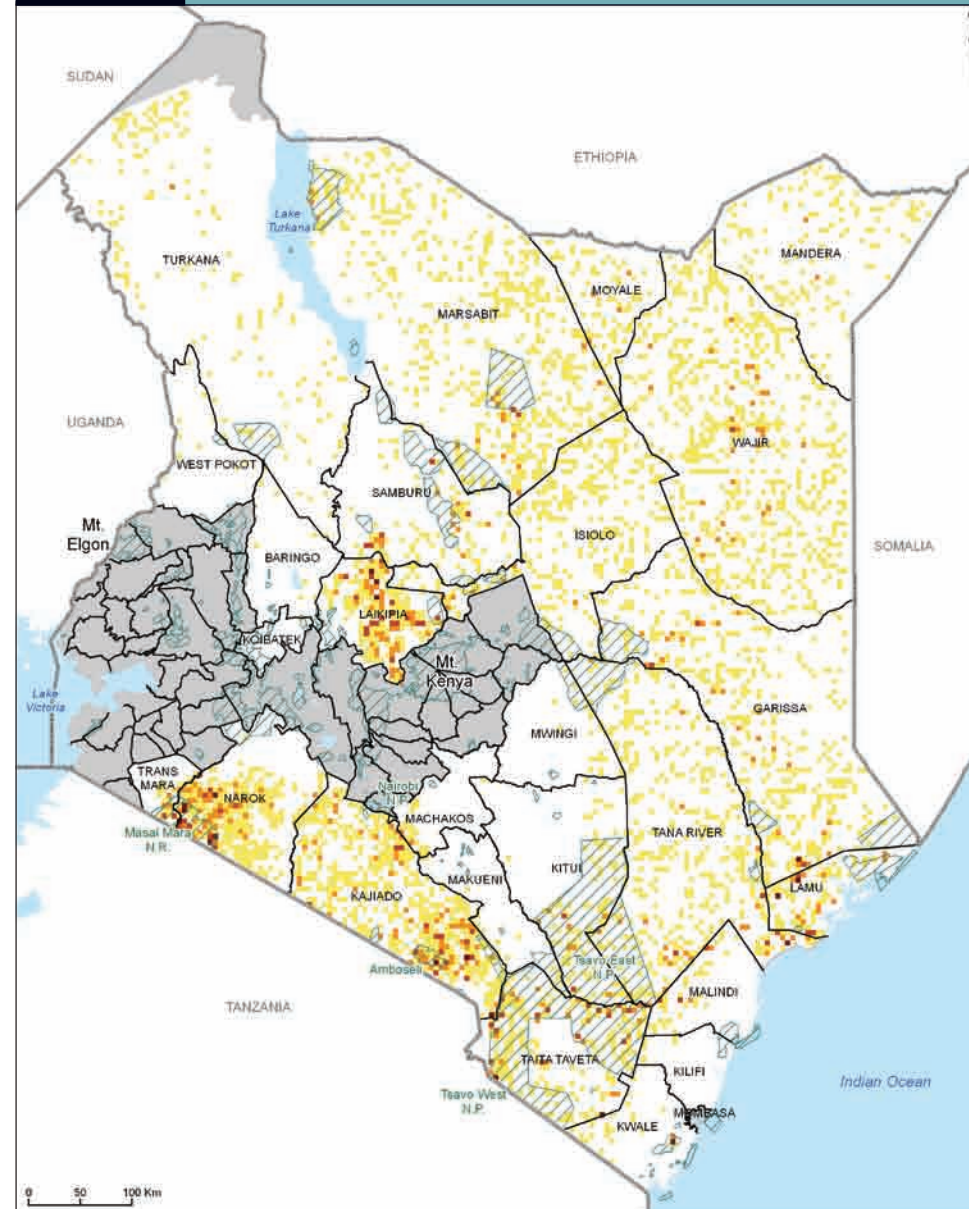 SUDAN
ETHIOPIA
Lake
Turkana
MANDERA
TURKANA
MOYALE
MARSABIT
UGANDA
WAJIR
WEST POKOT
SAMBURU
Mt.
Elgon
ISIOLO
SOMALIA
BARINGO
LAIKIPIA
KOIBATEK
Mt.
Kenya
Lake
Victoria
GARISSA
MWINGI
TRANS
MARA
NAROK
Nairobi
N.P.
MACHAKOS
TANA RIVER
Masai Mara
N.R.
MAKUENI
KITUI
LAMU
KAJIADO
Amboseli
Tsavo East
N.P.
MALINDI
TANZANIA
TAITA TAVETA
KILIFI
Indian Ocean
Tsavo West
N.P.
MOMBASA
KWALE
0 50 100 Km